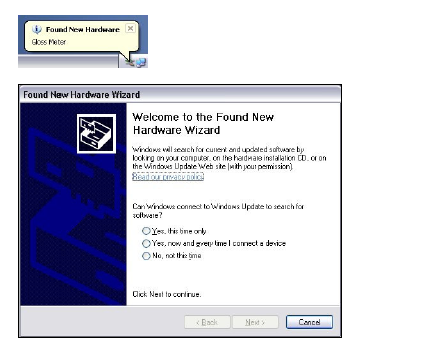 Found New Hardware
Gloss Meter
Found New Hardware Wizard
Welcome to the Found New
Hardware Wizard
Windows will search for current and updated software by
looking on your computer, on the hardware installation CD, or on
the Windows Update Web site (with your permission).
Read our privacy policy
Can Windows connect to Windows Update to search for
software?
Yes, this time only
Yes, now and every time I connect a device
No, not this time
Click Next to continue.
< Back
Next >
Cancel